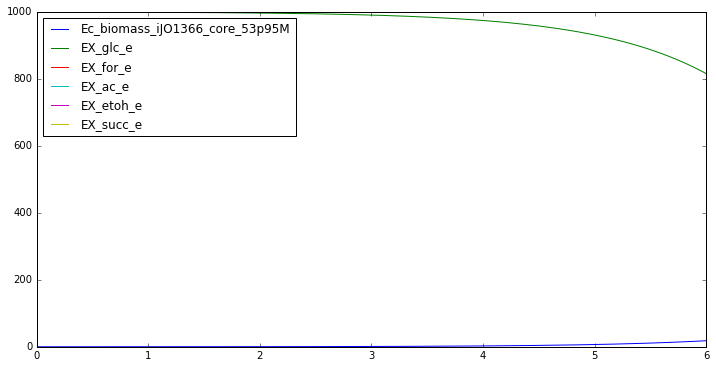 1000
800
600
400
200
0
Ec_biomass_iJO1366_core_53p95M
EX_glc_e
EX_for_e
EX_ac_e
EX_etoh_e
EX_succ_e
0 1 2 3 4 5 6